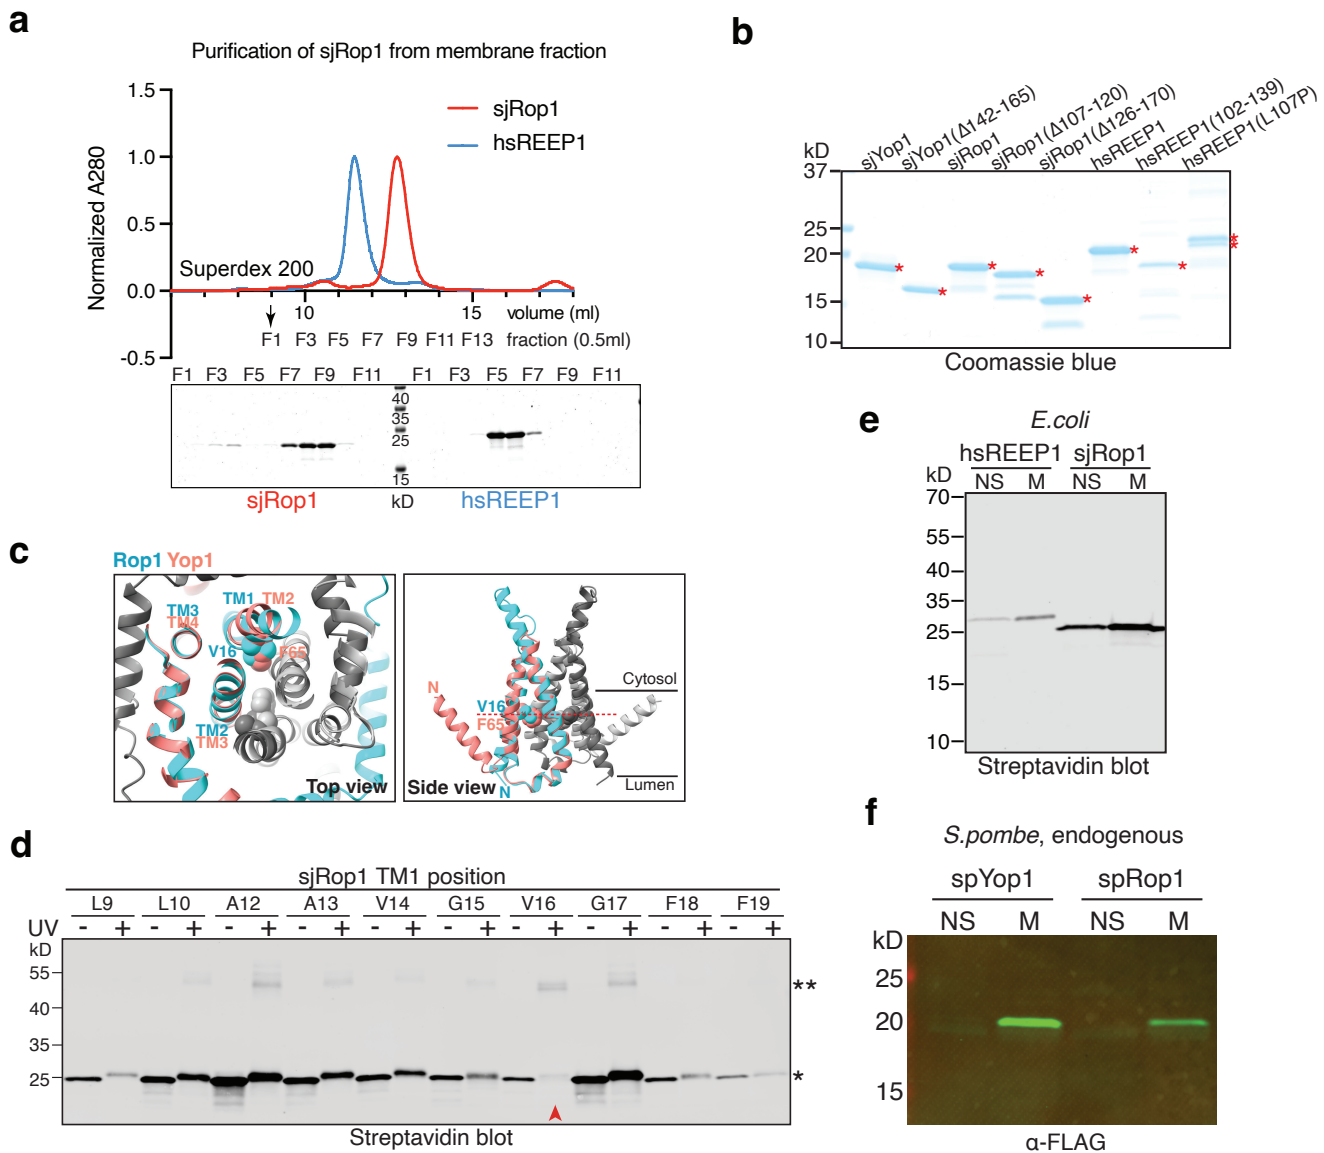 a
Purification of sjRop1 from membrane fraction
Normalized A280
1.5
1.0
0.5
0.0
-0.5
sjRop1
hsREEP1
Superdex 200
10 15 volume (ml)
F1 F3 F5 F7 F9 F11 F13 fraction (0.5ml)
F1 F3 F5 F7 F9 F11 F1 F3 F5 F7 F9 F11
40
35
25
15
sjRop1 kD hsREEP1
b
sjYop1 sjYop1(Δ142-165) sjRop1 sjRop1(Δ107-120) sjRop1(Δ126-170) hsREEP1 hsREEP1(102-139) hsREEP1(L107P)
kD
37
25
20
15
10
* * * * * * * * *
Coomassie blue
c
Rop1 Yop1
TM1 TM2
TM3
TM4
V16 F65
TM2
TM3
Top view
N
V16
F65
Cytosol
Lumen
Side view N
d
sjRop1 TM1 position
L9 L10 A12 A13 V14 G15 V16 G17 F18 F19
UV - + - + - + - + - + - + - + - + - + - +
kD
55
40
35
25
**
*
Streptavidin blot
e
E.coli
hsREEP1 sjRop1
kD NS M NS M
70
55
40
35
25
15
10
Streptavidin blot
f
S.pombe, endogenous
spYop1 spRop1
NS M NS M
kD
25
20
15
α-FLAG